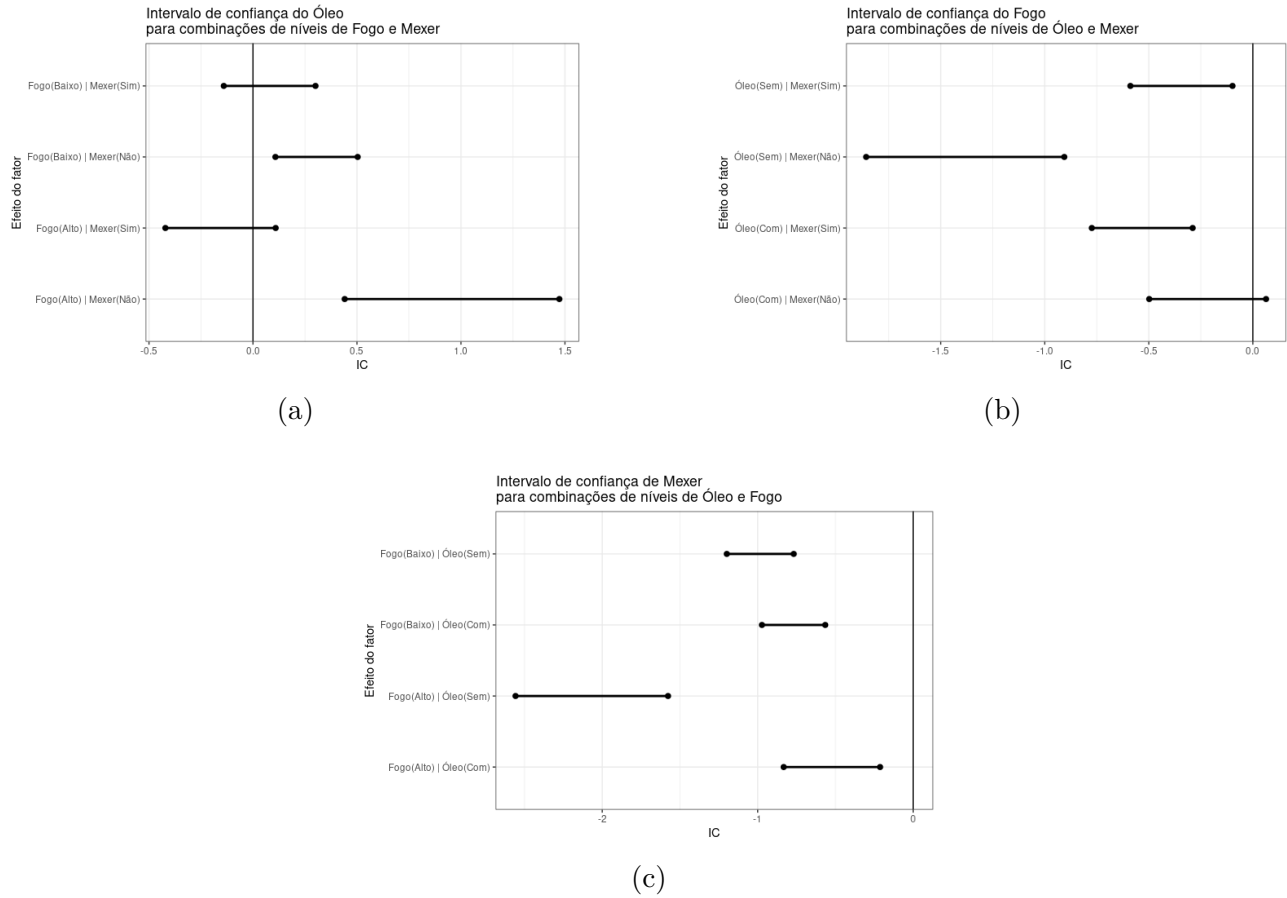 Intervalo de confiança do Óleo
para combinações de níveis de Fogo e Mexer
Efeito do fator
Fogo(Baixo) | Mexer(Sim)
Fogo(Baixo) | Mexer(Não)
Fogo(Alto) | Mexer(Sim)
Fogo(Alto) | Mexer(Não)
-0.5 0.0 0.5 1.0 1.5
IC
(a)
Intervalo de confiança do Fogo
para combinações de níveis de Óleo e Mexer
Efeito do fator
Óleo(Sem) | Mexer(Sim)
Óleo(Sem) | Mexer(Não)
Óleo(Com) | Mexer(Sim)
Óleo(Com) | Mexer(Não)
-1.5 -1.0 -0.5 0.0
IC
(b)
Intervalo de confiança de Mexer
para combinações de níveis de Óleo e Fogo
Efeito do fator
Fogo(Baixo) | Óleo(Sem)
Fogo(Baixo) | Óleo(Com)
Fogo(Alto) | Óleo(Sem)
Fogo(Alto) | Óleo(Com)
-2 -1 0
IC
(c)